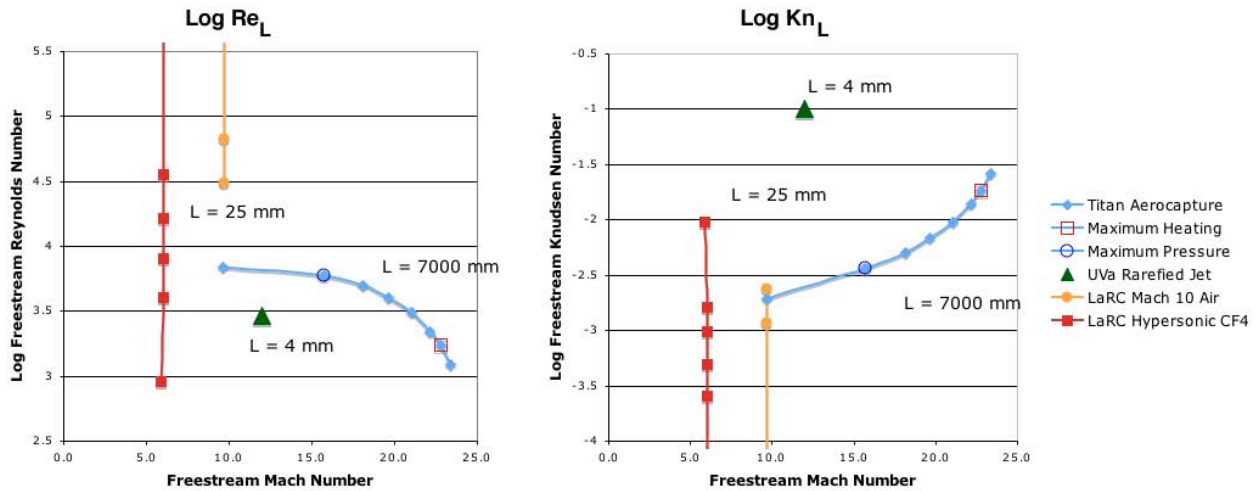 Log Re_L
Log Freestream Reynolds Number
5.5
5
4.5
4
3.5
3
2.5
0.0 5.0 10.0 15.0 20.0 25.0
Freestream Mach Number
L = 25 mm
L = 7000 mm
L = 4 mm
Log Kn_L
Log Freestream Knudsen Number
-0.5
-1
-1.5
-2
-2.5
-3
-3.5
-4
0.0 5.0 10.0 15.0 20.0 25.0
Freestream Mach Number
L = 4 mm
L = 25 mm
L = 7000 mm
Titan Aerocapture
Maximum Heating
Maximum Pressure
UVa Rarefied Jet
LaRC Mach 10 Air
LaRC Hypersonic CF4